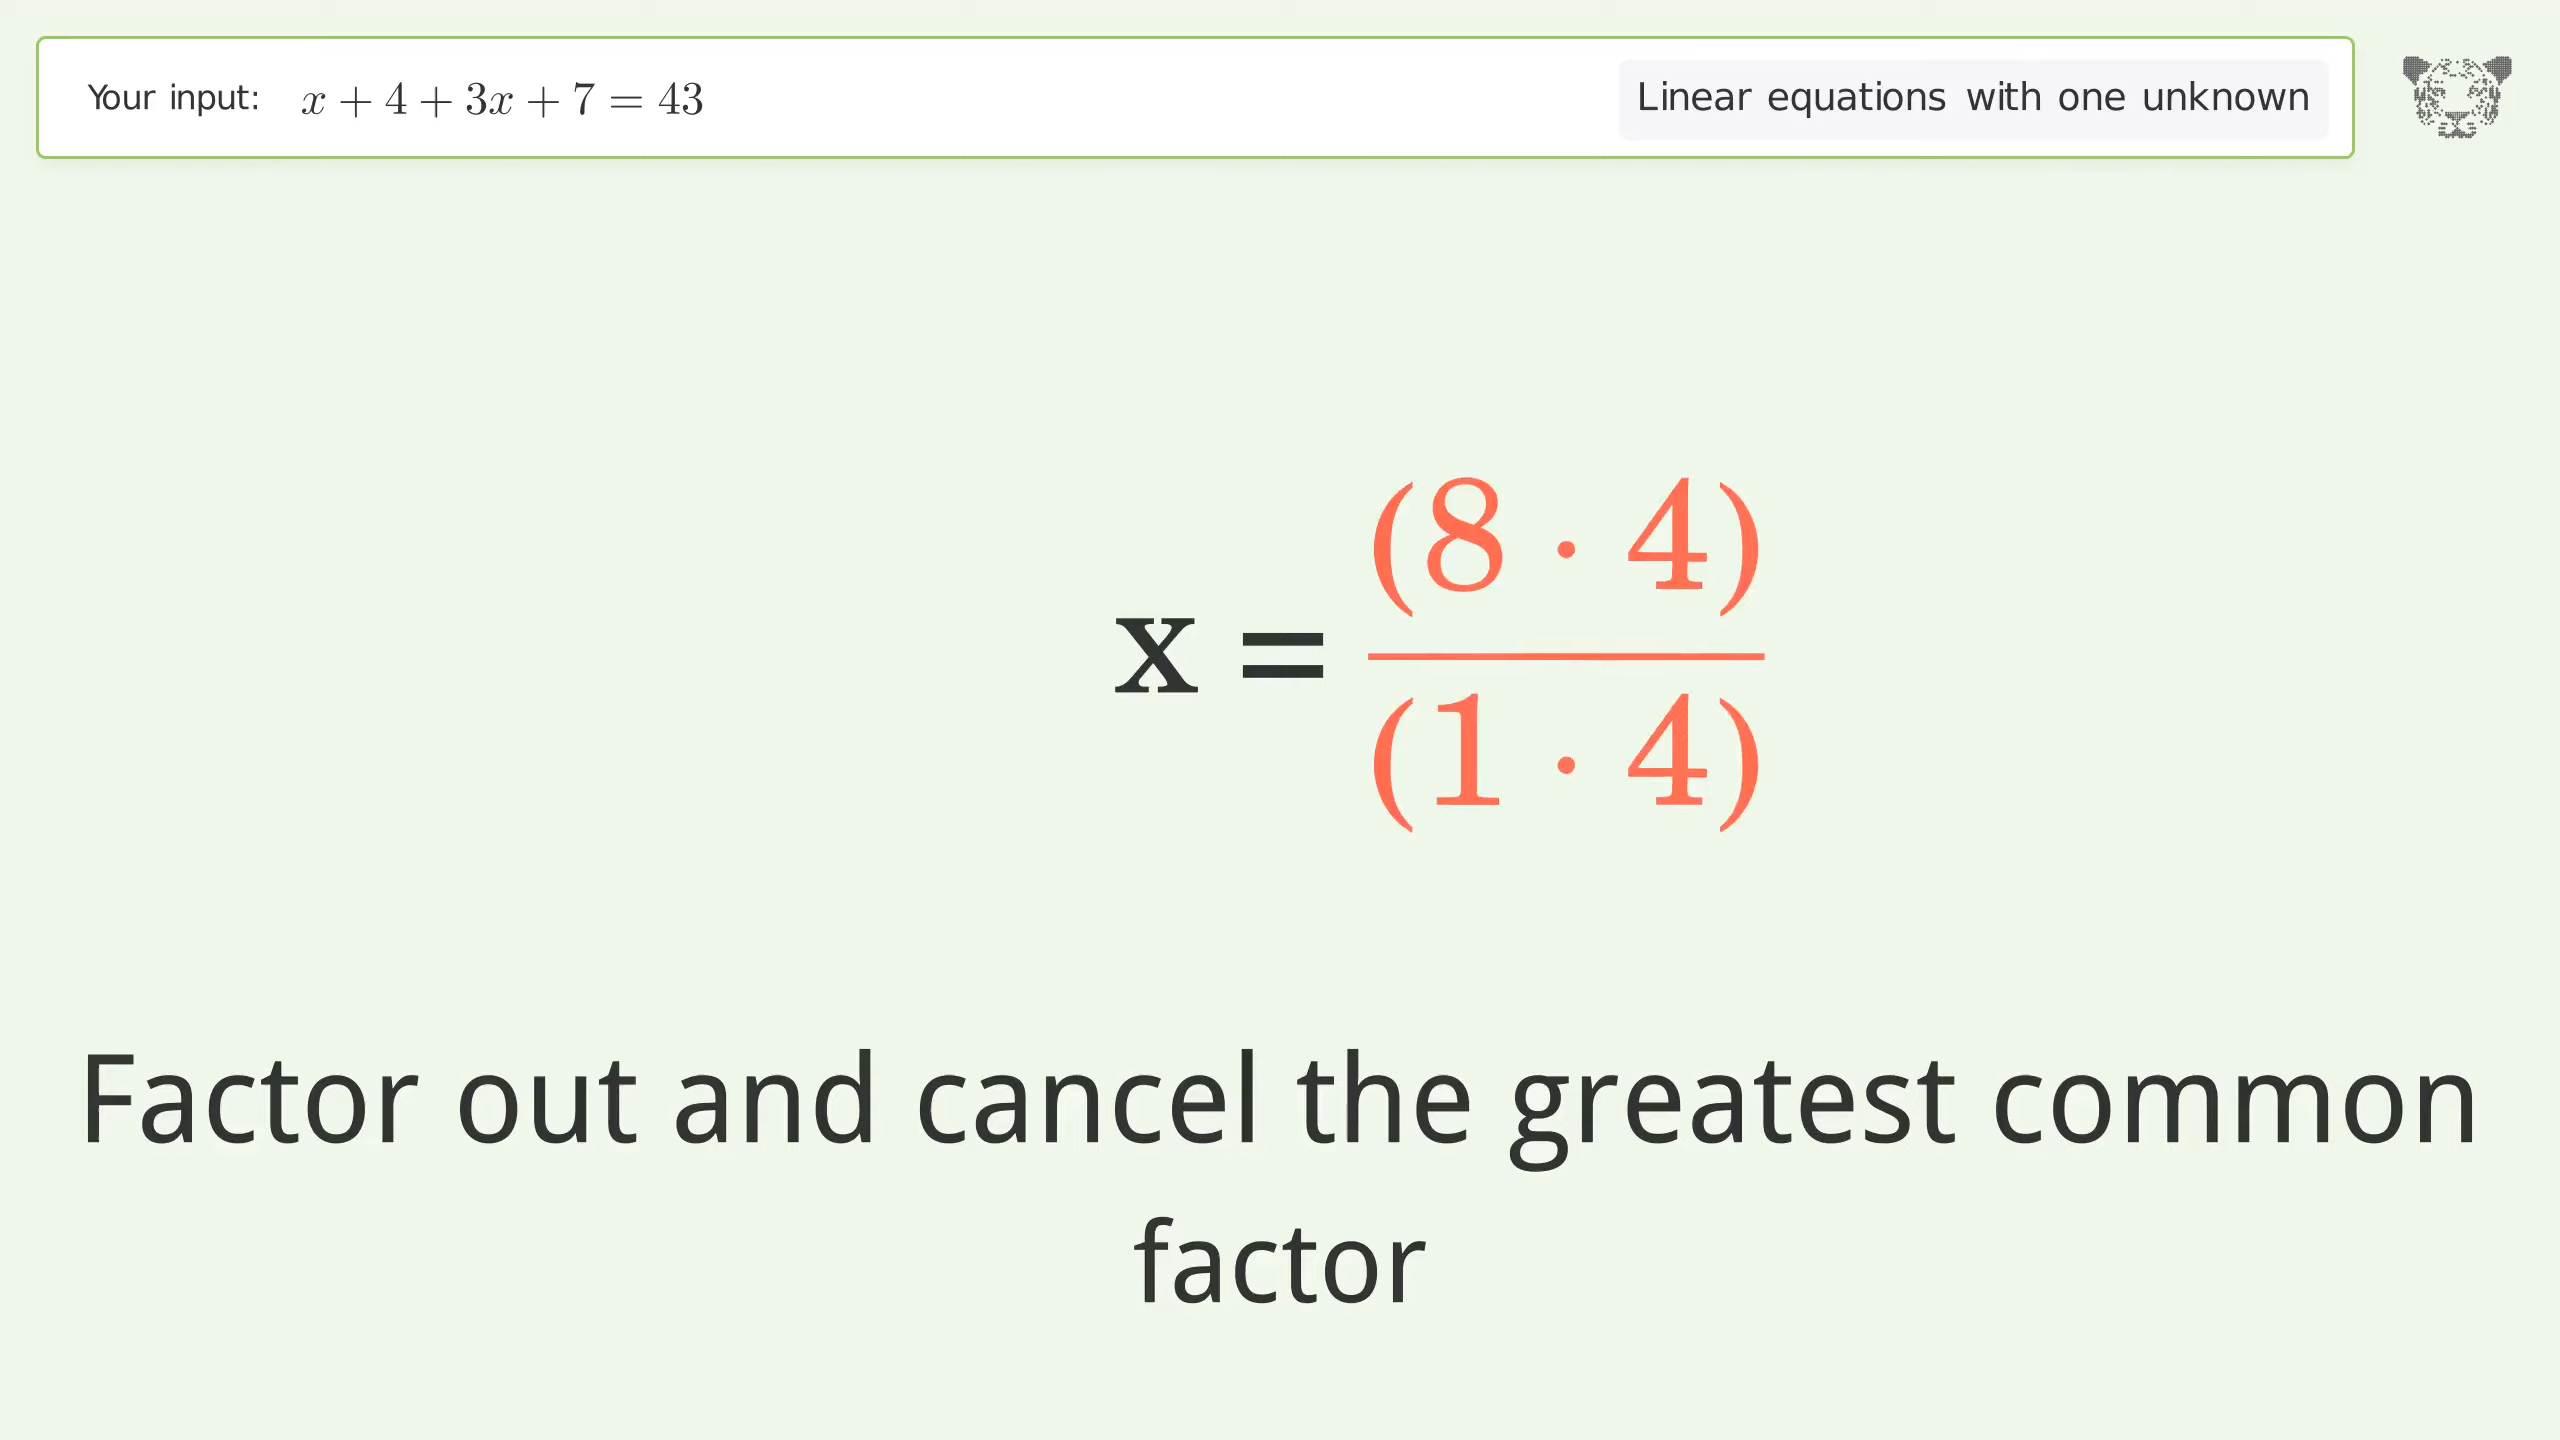 Your input: x + 4 + 3x + 7 = 43
Linear equations with one unknown
x = (8 · 4) / (1 · 4)
Factor out and cancel the greatest common
factor